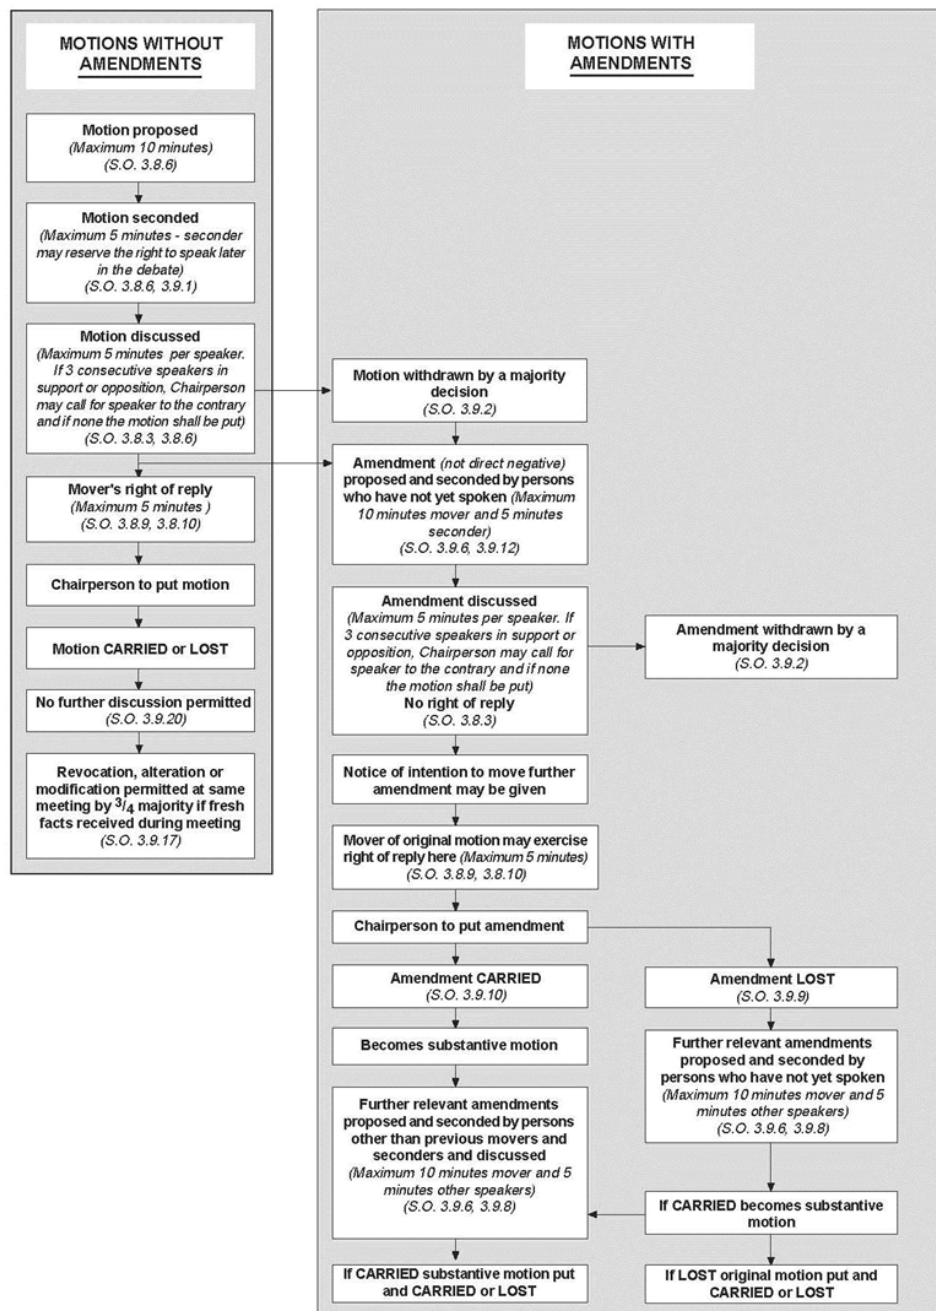 MOTIONS WITHOUT
AMENDMENTS
Motion proposed
(Maximum 10 minutes)
(S.O. 3.8.6)
Motion seconded
(Maximum 5 minutes - seconder
may reserve the right to speak later
in the debate)
(S.O. 3.8.6, 3.9.1)
Motion discussed
(Maximum 5 minutes per speaker.
If 3 consecutive speakers in
support or opposition, Chairperson
may call for speaker to the contrary
and if none the motion shall be put)
(S.O. 3.8.3, 3.8.6)
Mover's right of reply
(Maximum 5 minutes )
(S.O. 3.8.9, 3.8.10)
Chairperson to put motion
Motion CARRIED or LOST
No further discussion permitted
(S.O. 3.9.20)
Revocation, alteration or
modification permitted at same
meeting by 3/4 majority if fresh
facts received during meeting
(S.O. 3.9.17)
MOTIONS WITH
AMENDMENTS
Motion withdrawn by a majority
decision
(S.O. 3.9.2)
Amendment (not direct negative)
proposed and seconded by persons
who have not yet spoken (Maximum
10 minutes mover and 5 minutes
seconder)
(S.O. 3.9.6, 3.9.12)
Amendment discussed
(Maximum 5 minutes per speaker. If
3 consecutive speakers in support or
opposition, Chairperson may call for
speaker to the contrary and if none
the motion shall be put)
No right of reply
(S.O. 3.8.3)
Amendment withdrawn by a
majority decision
(S.O. 3.9.2)
Notice of intention to move further
amendment may be given
Mover of original motion may exercise
right of reply here (Maximum 5 minutes)
(S.O. 3.8.9, 3.8.10)
Chairperson to put amendment
Amendment CARRIED
(S.O. 3.9.10)
Becomes substantive motion
Further relevant amendments
proposed and seconded by persons
other than previous movers and
seconders and discussed
(Maximum 10 minutes mover and 5
minutes other speakers)
(S.O. 3.9.6, 3.9.8)
If CARRIED substantive motion put
and CARRIED or LOST
Amendment LOST
(S.O. 3.9.9)
Further relevant amendments
proposed and seconded by
persons who have not yet spoken
(Maximum 10 minutes mover and 5
minutes other speakers)
(S.O. 3.9.6, 3.9.8)
If CARRIED becomes substantive
motion
If LOST original motion put and
CARRIED or LOST